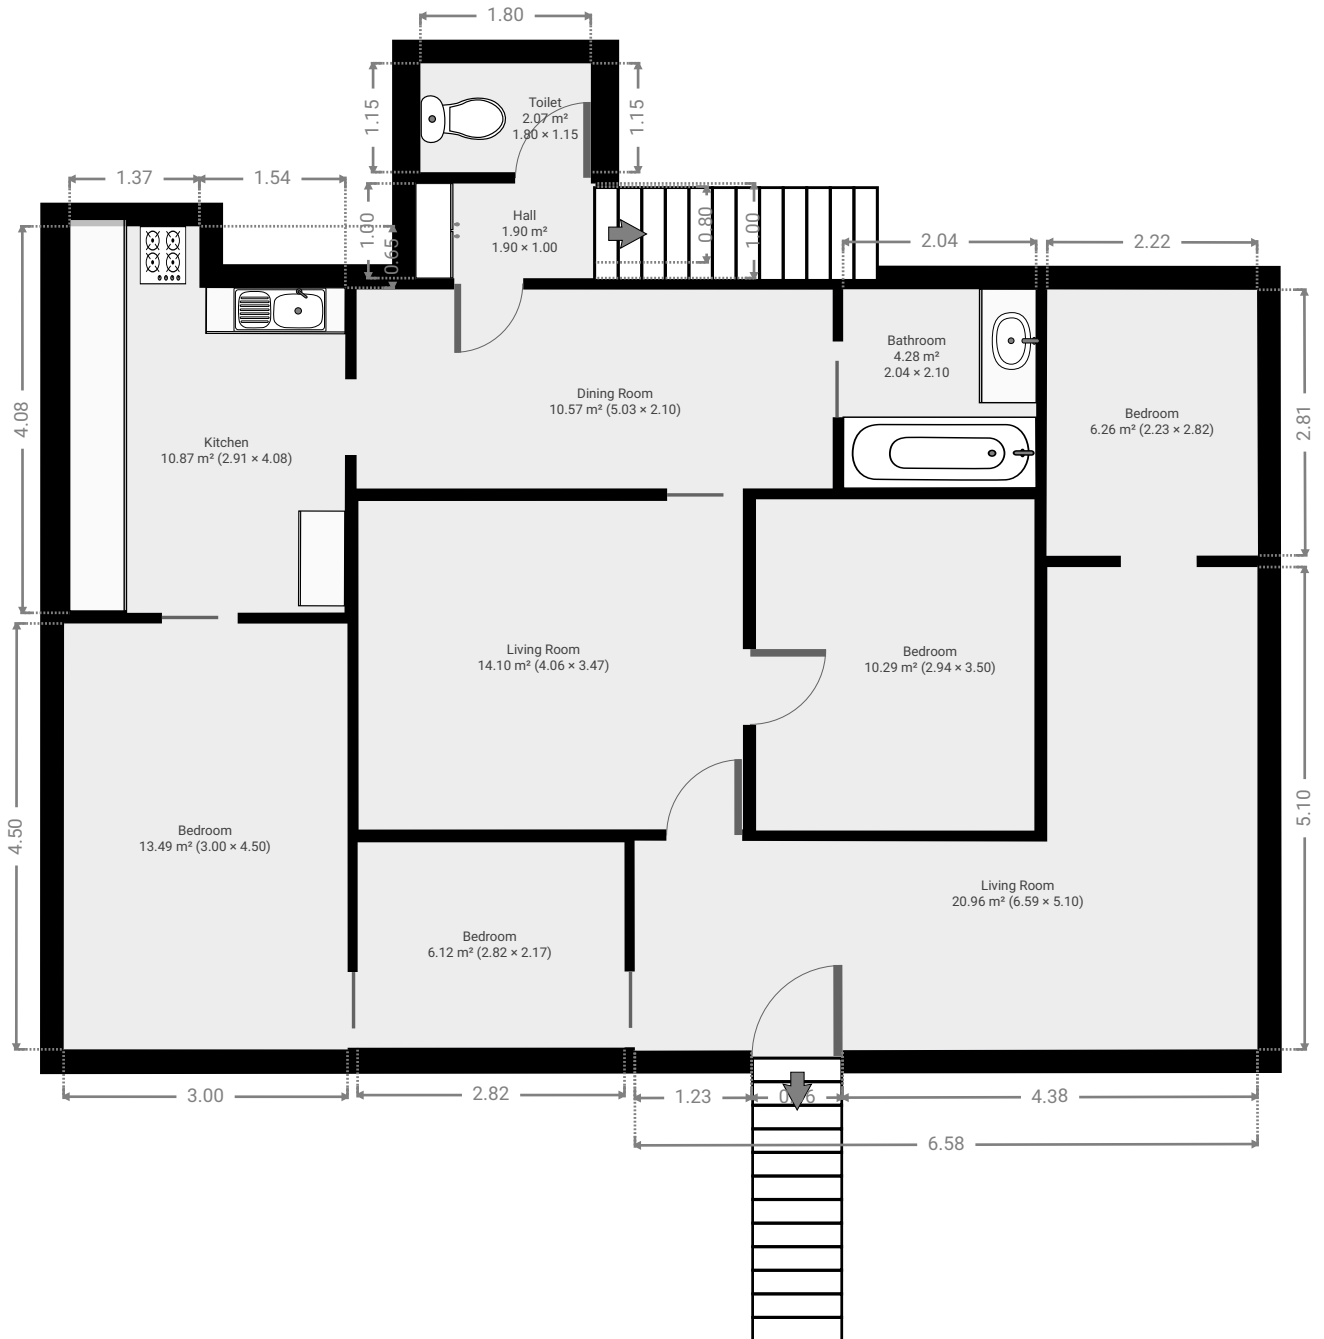 1.80
1.15
1.15
Toilet
2.07 m²
1.80 × 1.15
1.37
1.54
1.00
0.65
Hall
1.90 m²
1.90 × 1.00
0.80
1.00
2.04
2.22
4.08
Kitchen
10.87 m² (2.91 × 4.08)
Dining Room
10.57 m² (5.03 × 2.10)
Bathroom
4.28 m²
2.04 × 2.10
Bedroom
6.26 m² (2.23 × 2.82)
2.81
Living Room
14.10 m² (4.06 × 3.47)
Bedroom
10.29 m² (2.94 × 3.50)
4.50
Bedroom
13.49 m² (3.00 × 4.50)
5.10
Living Room
20.96 m² (6.59 × 5.10)
Bedroom
6.12 m² (2.82 × 2.17)
3.00
2.82
1.23
4.38
6.58